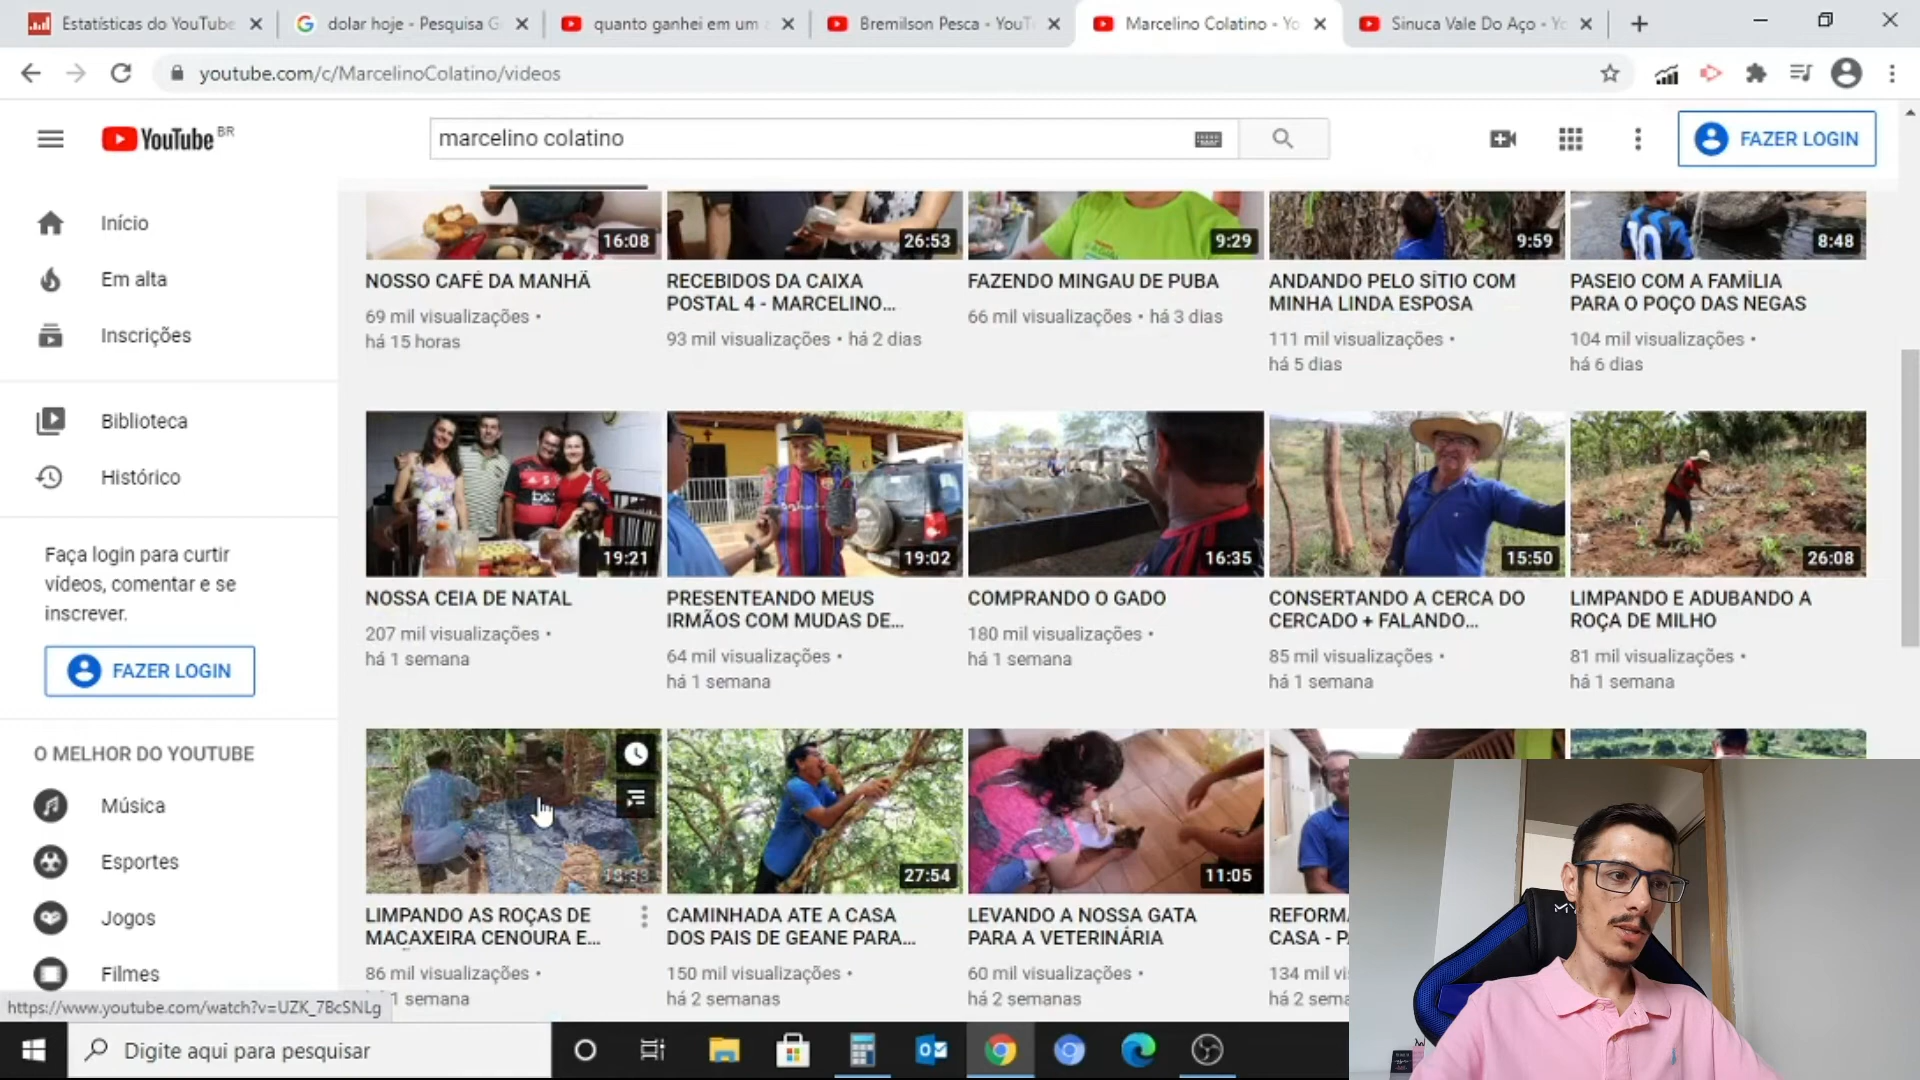 Estatísticas do YouTube
dolar hoje - Pesquisa G
quanto ganhei em um
Bremilson Pesca - YouT
Marcelino Colatino - Yo
Sinuca Vale Do Aço - Yo
youtube.com/c/MarcelinoColatino/videos
YouTube BR
marcelino colatino
FAZER LOGIN
Início
Em alta
Inscrições
Biblioteca
Histórico
Faça login para curtir
vídeos, comentar e se
inscrever.
FAZER LOGIN
O MELHOR DO YOUTUBE
Música
Esportes
Jogos
Filmes
16:08
26:53
9:29
9:59
10
8:48
NOSSO CAFÉ DA MANHÃ
69 mil visualizações •
há 15 horas
RECEBIDOS DA CAIXA
POSTAL 4 - MARCELINO...
93 mil visualizações • há 2 dias
FAZENDO MINGAU DE PUBA
66 mil visualizações • há 3 dias
ANDANDO PELO SÍTIO COM
MINHA LINDA ESPOSA
111 mil visualizações •
há 5 dias
PASEIO COM A FAMÍLIA
PARA O POÇO DAS NEGAS
104 mil visualizações •
há 6 dias
19:21
19:02
16:35
15:50
26:08
NOSSA CEIA DE NATAL
207 mil visualizações •
há 1 semana
PRESENTEANDO MEUS
IRMÃOS COM MUDAS DE...
64 mil visualizações •
há 1 semana
COMPRANDO O GADO
180 mil visualizações •
há 1 semana
CONSERTANDO A CERCA DO
CERCADO + FALANDO...
85 mil visualizações •
há 1 semana
LIMPANDO E ADUBANDO A
ROÇA DE MILHO
81 mil visualizações •
há 1 semana
27:54
11:05
LIMPANDO AS ROÇAS DE
MACAXEIRA CENOURA E...
86 mil visualizações •
1 semana
CAMINHADA ATE A CASA
DOS PAIS DE GEANE PARA...
150 mil visualizações •
há 2 semanas
LEVANDO A NOSSA GATA
PARA A VETERINÁRIA
60 mil visualizações •
há 2 semanas
REFORMA
CASA - P
134 mil vi
há 2 sema
https://www.youtube.com/watch?v=UZK_7BcSNLg
Digite aqui para pesquisar